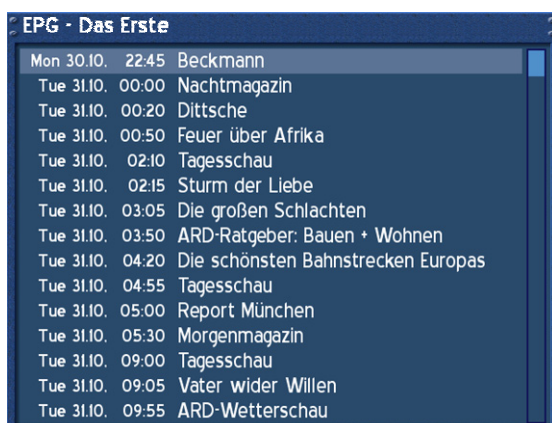 EPG - Das Erste
Mon 30.10. 22:45 Beckmann
Tue 31.10. 00:00 Nachtmagazin
Tue 31.10. 00:20 Dittsche
Tue 31.10. 00:50 Feuer über Afrika
Tue 31.10. 02:10 Tagesschau
Tue 31.10. 02:15 Sturm der Liebe
Tue 31.10. 03:05 Die großen Schlachten
Tue 31.10. 03:50 ARD-Ratgeber: Bauen + Wohnen
Tue 31.10. 04:20 Die schönsten Bahnstrecken Europas
Tue 31.10. 04:55 Tagesschau
Tue 31.10. 05:00 Report München
Tue 31.10. 05:30 Morgenmagazin
Tue 31.10. 09:00 Tagesschau
Tue 31.10. 09:05 Vater wider Willen
Tue 31.10. 09:55 ARD-Wetterschau